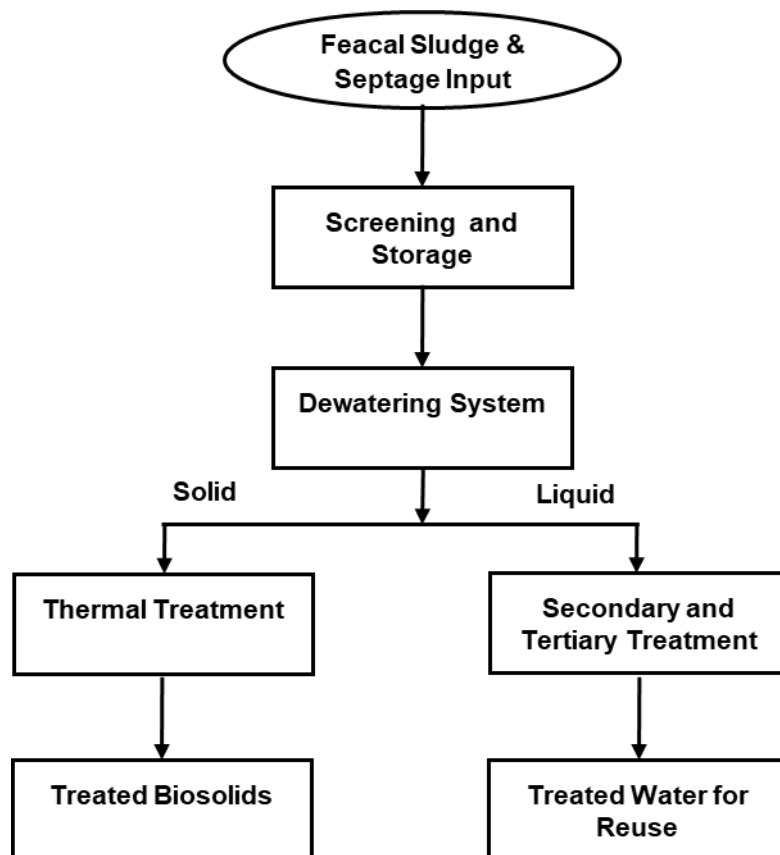 Feacal Sludge &
Septage Input
Screening and
Storage
Dewatering System
Solid
Liquid
Thermal Treatment
Secondary and
Tertiary Treatment
Treated Biosolids
Treated Water for
Reuse